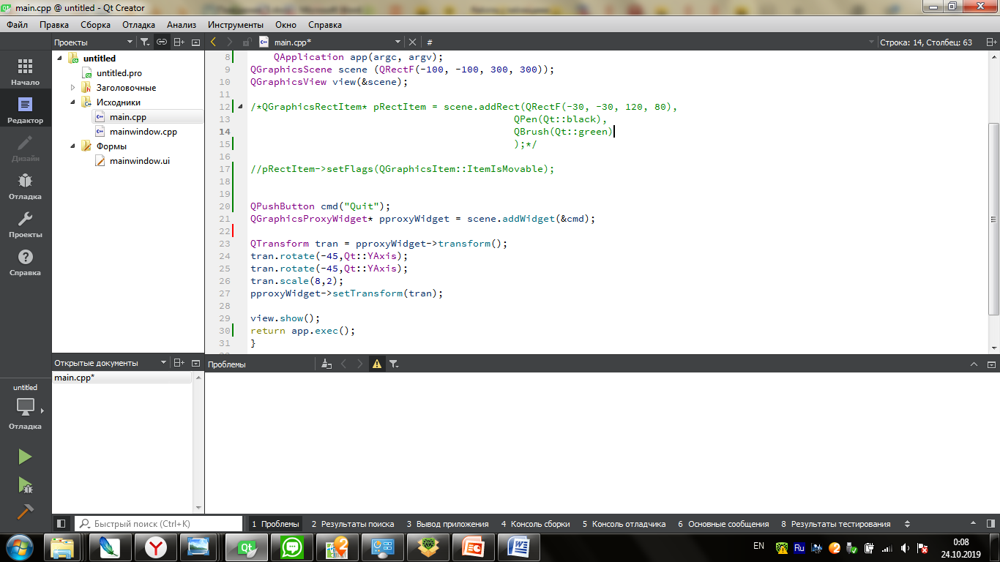 main.cpp @ untitled - Qt Creator
Файл Правка Сборка Отладка Анализ Инструменты Окно Справка
Проекты
main.cpp*
#
Строка: 14, Столбец: 63
Начало
Редактор
Дизайн
Отладка
Проекты
Справка
untitled
untitled.pro
Заголовочные
Исходники
main.cpp
mainwindow.cpp
Формы
mainwindow.ui
8 QApplication app(argc, argv);
9 QGraphicsScene scene (QRectF(-100, -100, 300, 300));
10 QGraphicsView view(&scene);
11
12 /*QGraphicsRectItem* pRectItem = scene.addRect(QRectF(-30, -30, 120, 80),
13 QPen(Qt::black),
14 QBrush(Qt::green)
15 );*/
16
17 //pRectItem->setFlags(QGraphicsItem::ItemIsMovable);
18
19
20 QPushButton cmd("Quit");
21 QGraphicsProxyWidget* pproxyWidget = scene.addWidget(&cmd);
22
23 QTransform tran = pproxyWidget->transform();
24 tran.rotate(-45,Qt::YAxis);
25 tran.rotate(-45,Qt::YAxis);
26 tran.scale(8,2);
27 pproxyWidget->setTransform(tran);
28
29 view.show();
30 return app.exec();
31 }
Открытые документы
main.cpp*
Проблемы
untitled
Отладка
Быстрый поиск (Ctrl+K)
1 Проблемы 2 Результаты поиска 3 Вывод приложения 4 Консоль сборки 5 Консоль отладчика 6 Основные сообщения 8 Результаты тестирования
EN
Ru
0:08
24.10.2019